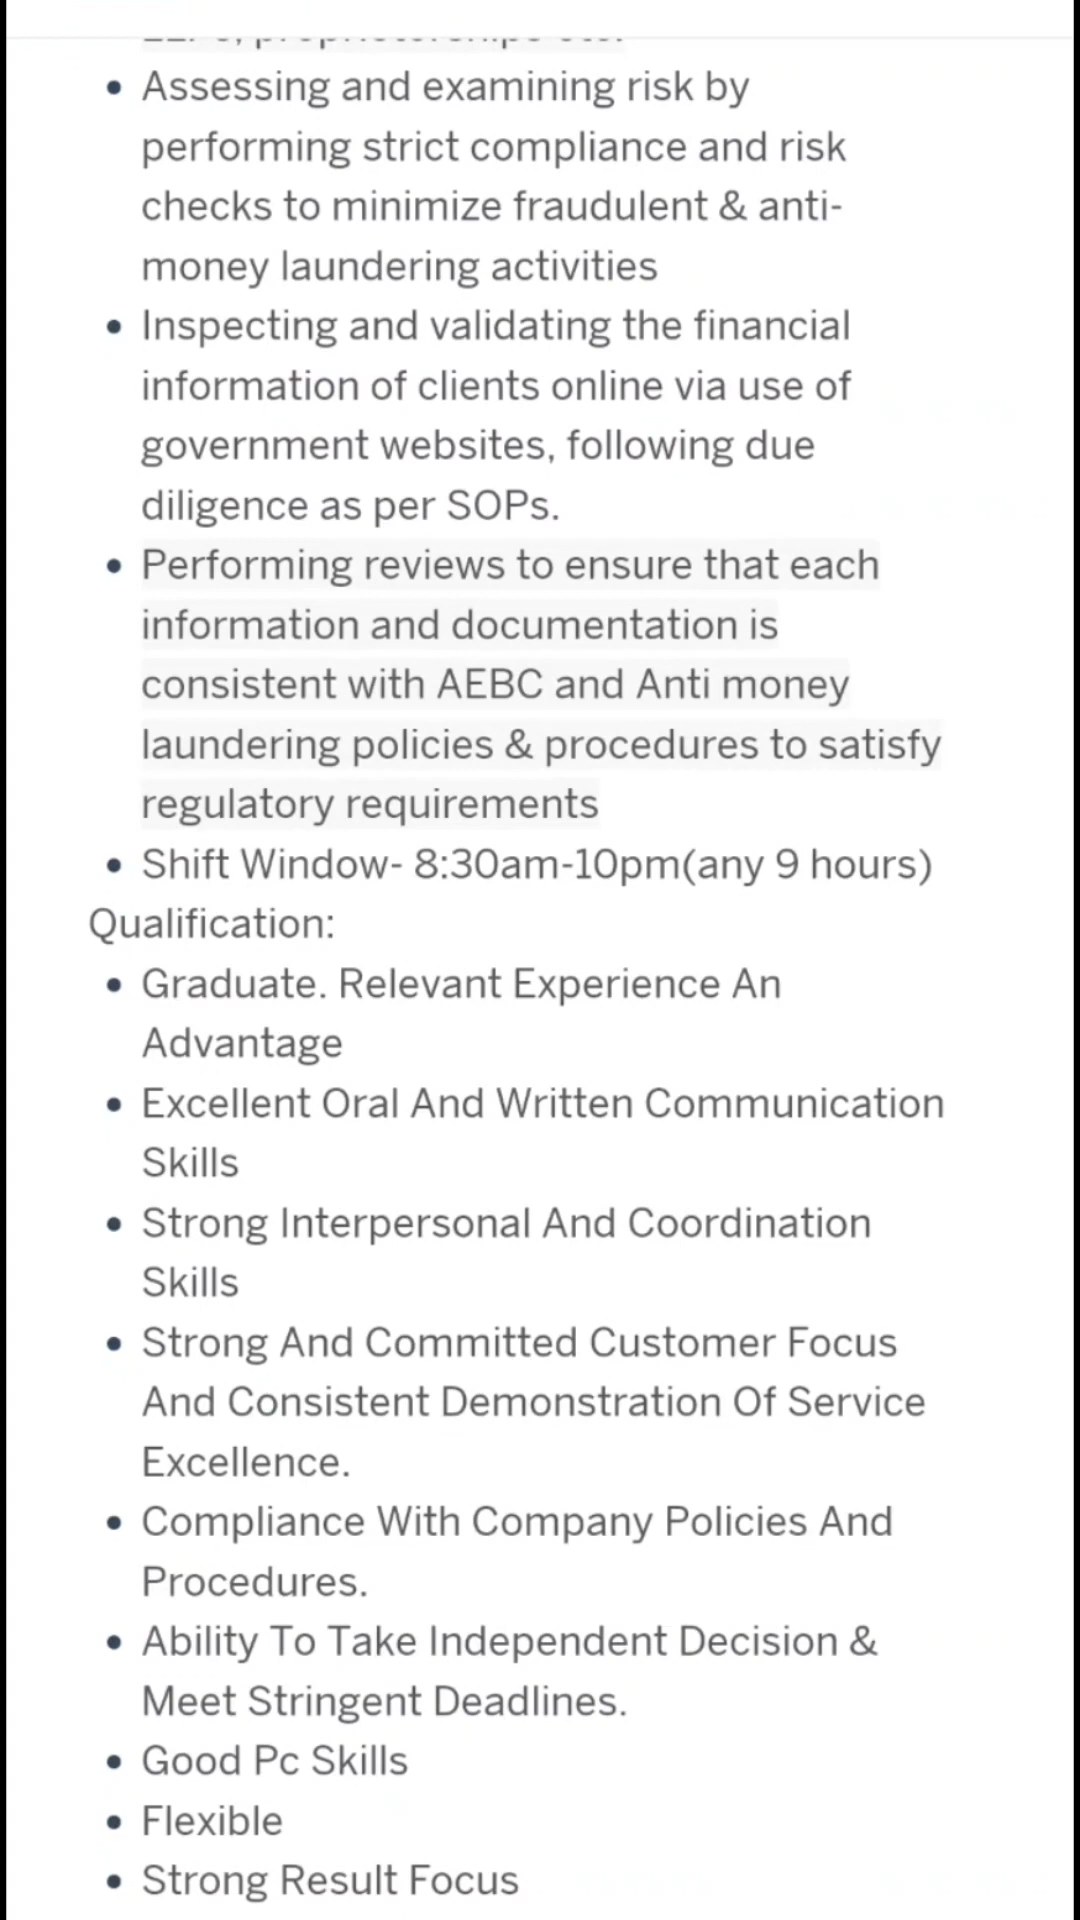 Assessing and examining risk by
performing strict compliance and risk
checks to minimize fraudulent & anti-
money laundering activities
Inspecting and validating the financial
information of clients online via use of
government websites, following due
diligence as per SOPs.
Performing reviews to ensure that each
information and documentation is
consistent with AEBC and Anti money
laundering policies & procedures to satisfy
regulatory requirements
Shift Window- 8:30am-10pm(any 9 hours)
Qualification:
Graduate. Relevant Experience An
Advantage
Excellent Oral And Written Communication
Skills
Strong Interpersonal And Coordination
Skills
Strong And Committed Customer Focus
And Consistent Demonstration Of Service
Excellence.
Compliance With Company Policies And
Procedures.
Ability To Take Independent Decision &
Meet Stringent Deadlines.
Good Pc Skills
Flexible
Strong Result Focus